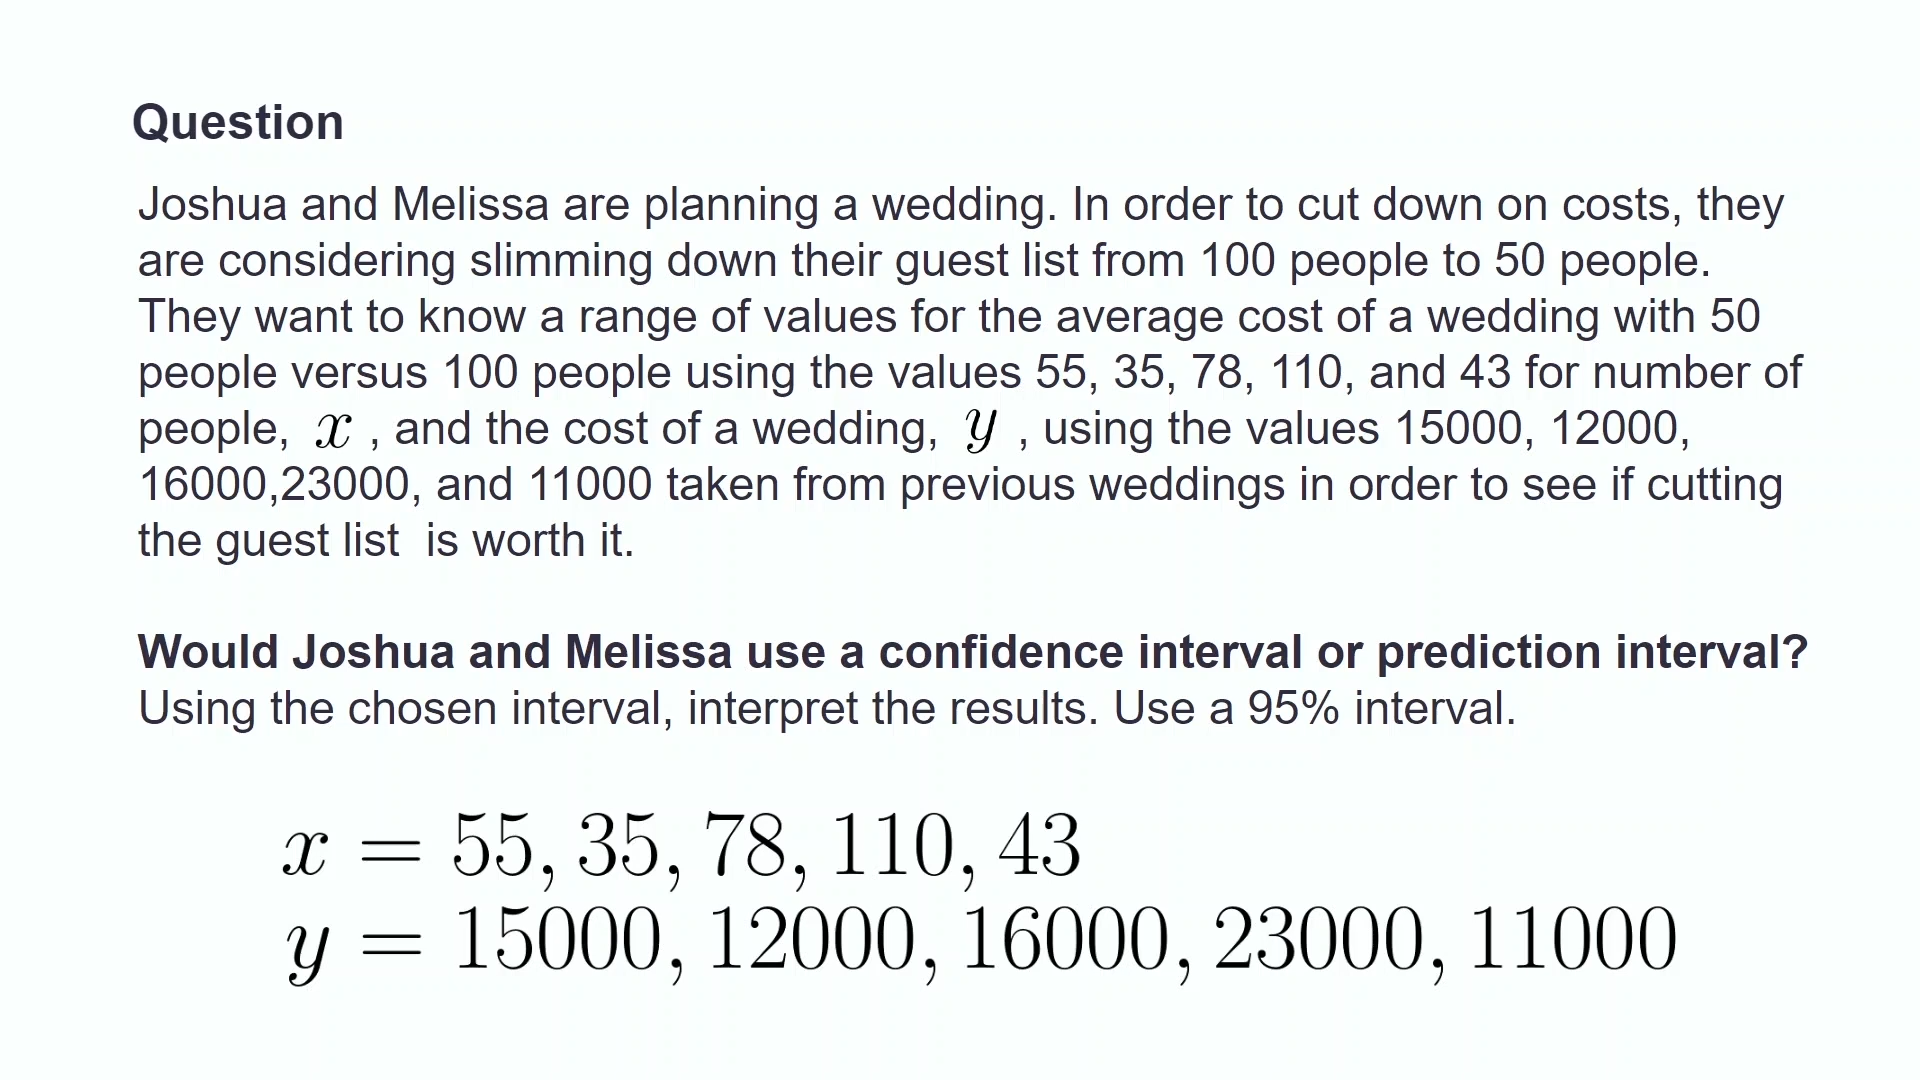 Question
Joshua and Melissa are planning a wedding. In order to cut down on costs, they
are considering slimming down their guest list from 100 people to 50 people.
They want to know a range of values for the average cost of a wedding with 50
people versus 100 people using the values 55, 35, 78, 110, and 43 for number of
people, x , and the cost of a wedding, y , using the values 15000, 12000,
16000,23000, and 11000 taken from previous weddings in order to see if cutting
the guest list  is worth it.
Would Joshua and Melissa use a confidence interval or prediction interval?
Using the chosen interval, interpret the results. Use a 95% interval.
x = 55, 35, 78, 110, 43
y = 15000, 12000, 16000, 23000, 11000